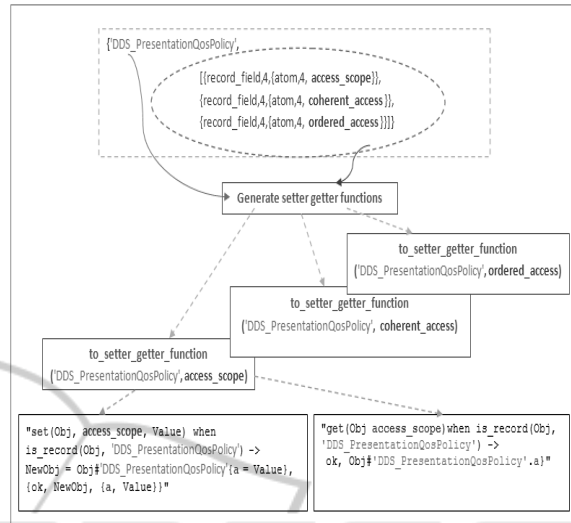 {'DDS_PresentationQosPolicy',
[{record_field,4,{atom,4, access_scope}},
{record_field,4,{atom,4, coherent_access}},
{record_field,4,{atom,4, ordered_access}}]}
Generate setter getter functions
to_setter_getter_function
('DDS_PresentationQosPolicy', ordered_access)
to_setter_getter_function
('DDS_PresentationQosPolicy', coherent_access)
to_setter_getter_function
('DDS_PresentationQosPolicy', access_scope)
"set(Obj, access_scope, Value) when
is_record(Obj, 'DDS_PresentationQosPolicy') ->
NewObj = Obj#'DDS_PresentationQosPolicy'{a = Value},
{ok, NewObj, {a, Value}}"
"get(Obj access_scope)when is_record(Obj,
'DDS_PresentationQosPolicy') ->
ok, Obj#'DDS_PresentationQosPolicy'.a}"